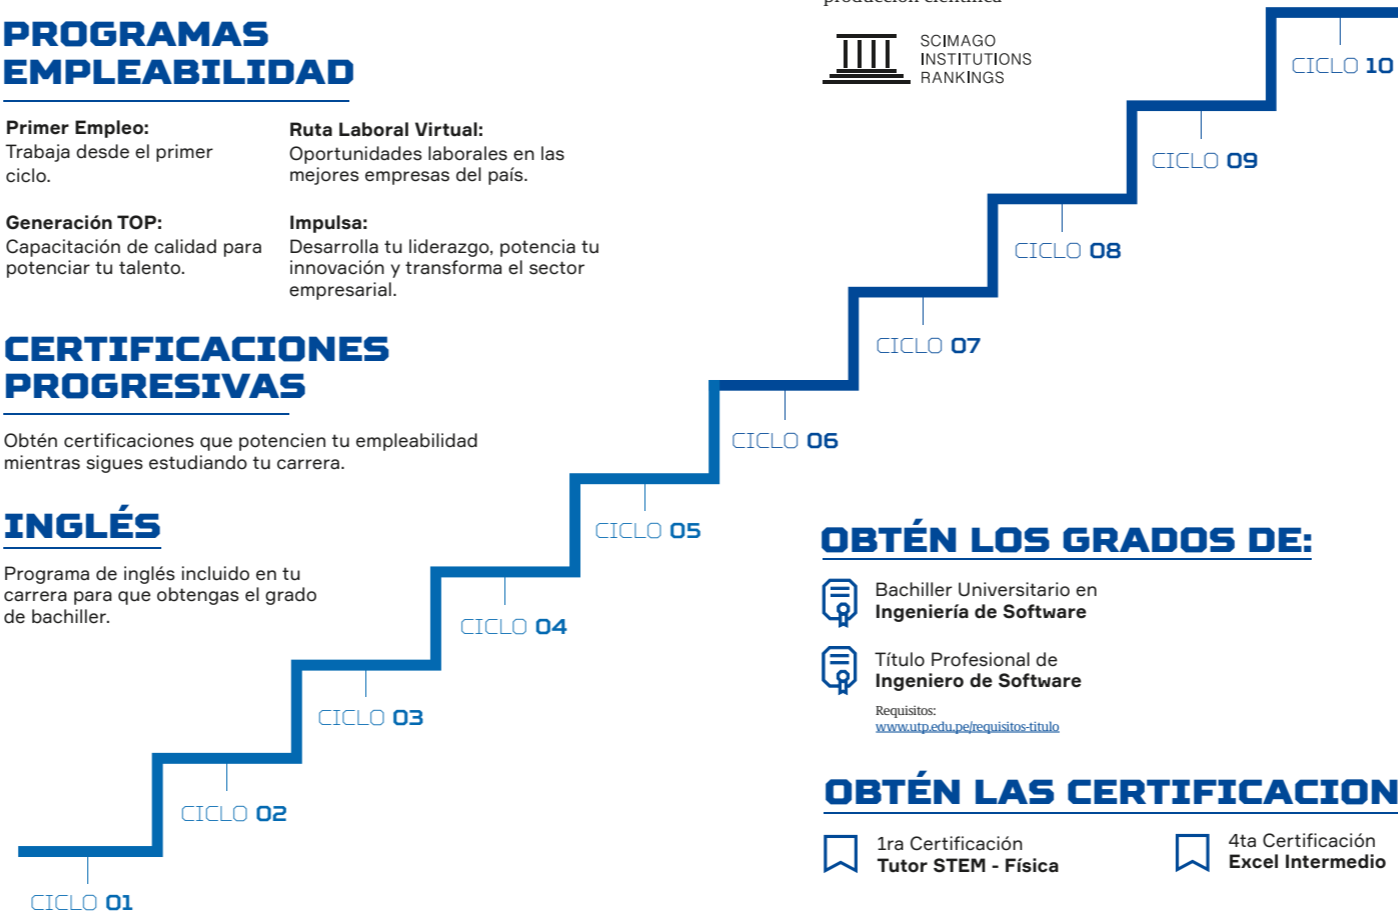 PROGRAMAS
EMPLEABILIDAD
Primer Empleo:
Trabaja desde el primer
ciclo.
Ruta Laboral Virtual:
Oportunidades laborales en las
mejores empresas del país.
Generación TOP:
Capacitación de calidad para
potenciar tu talento.
Impulsa:
Desarrolla tu liderazgo, potencia tu
innovación y transforma el sector
empresarial.
CERTIFICACIONES
PROGRESIVAS
Obtén certificaciones que potencien tu empleabilidad
mientras sigues estudiando tu carrera.
INGLÉS
Programa de inglés incluido en tu
carrera para que obtengas el grado
de bachiller.
CICLO 01
CICLO 02
CICLO 03
CICLO 04
CICLO 05
CICLO 06
CICLO 07
CICLO 08
CICLO 09
CICLO 10
producción científica
SCIMAGO
INSTITUTIONS
RANKINGS
OBTÉN LOS GRADOS DE:
Bachiller Universitario en
Ingeniería de Software
Título Profesional de
Ingeniero de Software
Requisitos:
www.utp.edu.pe/requisitos-titulo
OBTÉN LAS CERTIFICACION
1ra Certificación
Tutor STEM - Física
4ta Certificación
Excel Intermedio